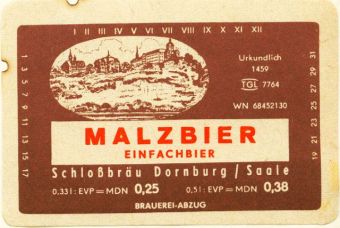 I II III IV V VI VII VIII IX X XI XII
1 3 5 7 9 11 13 15 17
Urkundlich
1459
TGL 7764
WN 68452130
19 21 23 25 27 29 31
MALZBIER
EINFACHBIER
Schloßbräu Dornburg / Saale
0,33 l: EVP = MDN 0,25 0,5 l: EVP = MDN 0,38
BRAUEREI-ABZUG